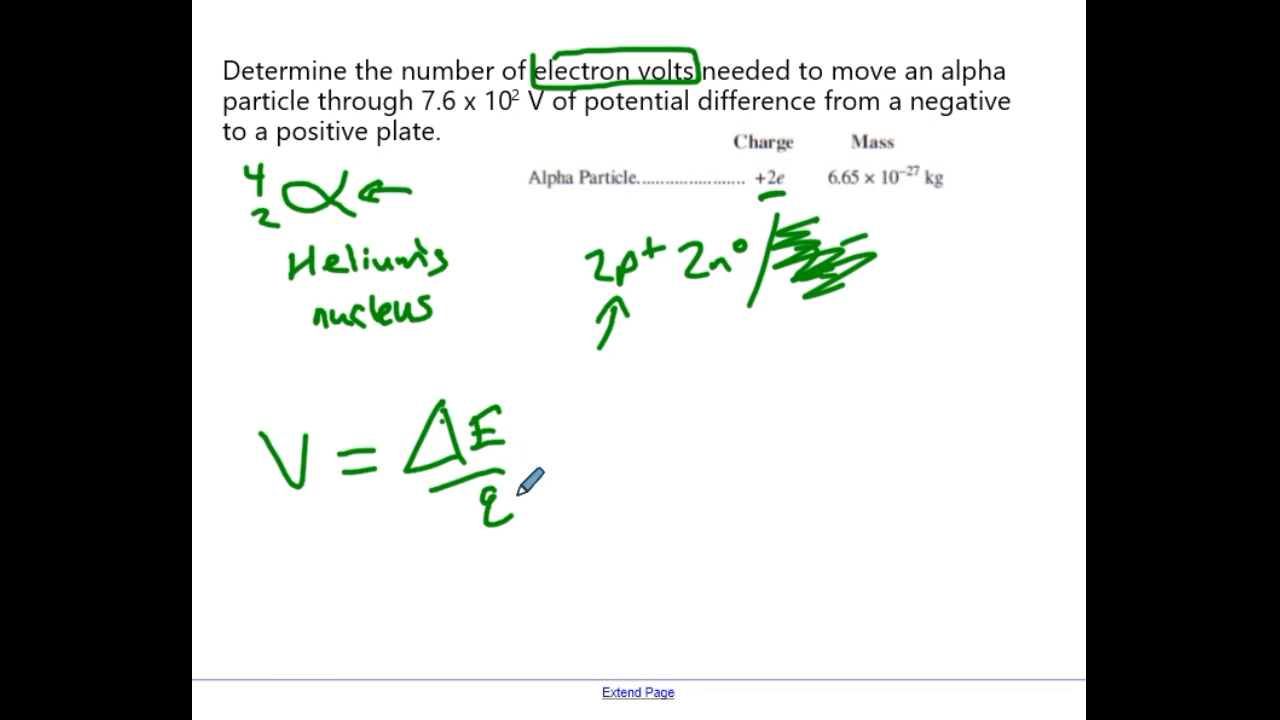 Determine the number of electron volts needed to move an alpha
particle through 7.6 x 10² V of potential difference from a negative
to a positive plate.
Charge Mass
Alpha Particle...................... +2e 6.65 × 10⁻²⁷ kg
⁴₂α ←
Helium's
nucleus
2p⁺ 2n⁰
V = ΔE/q
Extend Page